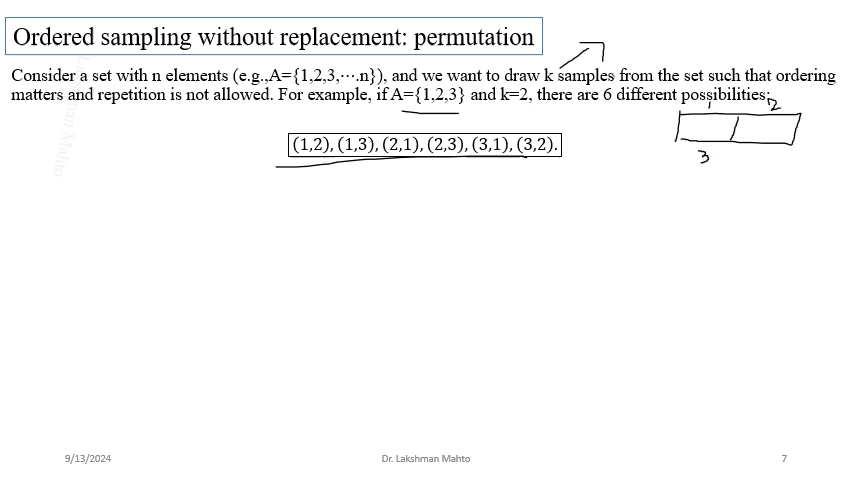 Ordered sampling without replacement: permutation
Consider a set with n elements (e.g.,A={1,2,3,⋯.n}), and we want to draw k samples from the set such that ordering
matters and repetition is not allowed. For example, if A={1,2,3} and k=2, there are 6 different possibilities:
1 2
(1,2), (1,3), (2,1), (2,3), (3,1), (3,2).
3
9/13/2024 Dr. Lakshman Mahto 7